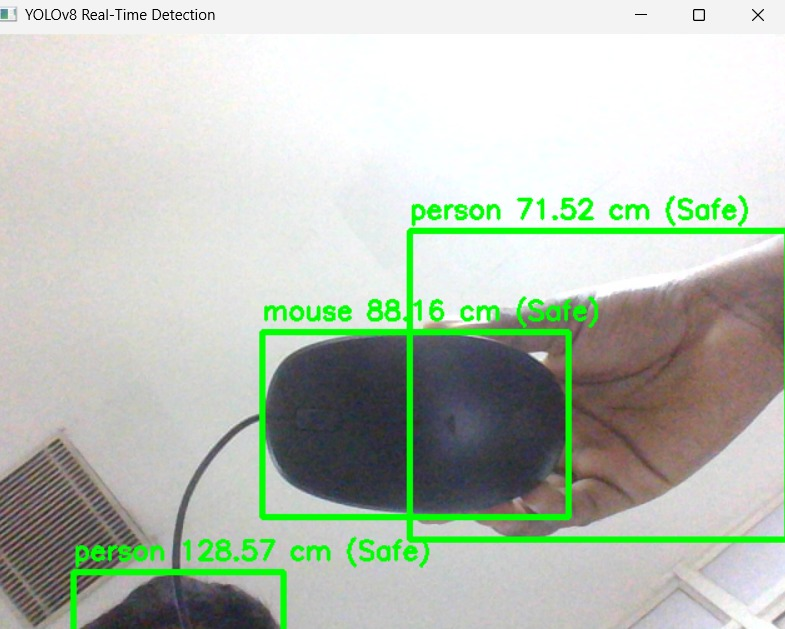 YOLOv8 Real-Time Detection
person 71.52 cm (Safe)
mouse 88.16 cm (Safe)
person 128.57 cm (Safe)